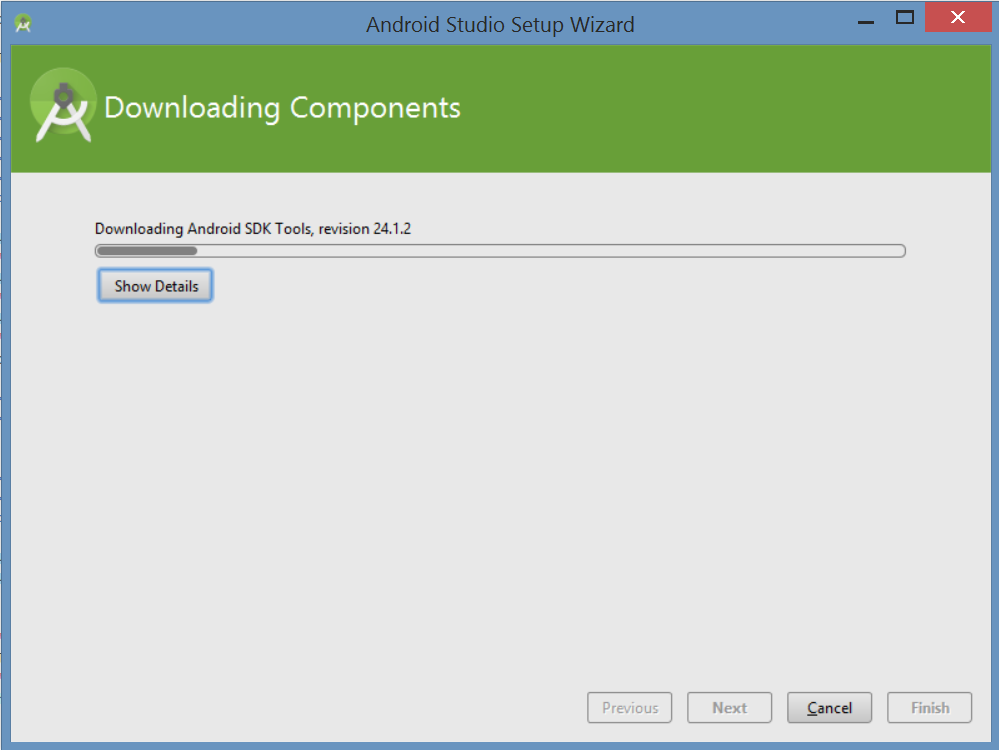 Android Studio Setup Wizard
Downloading Components
Downloading Android SDK Tools, revision 24.1.2
Show Details
Previous Next Cancel Finish